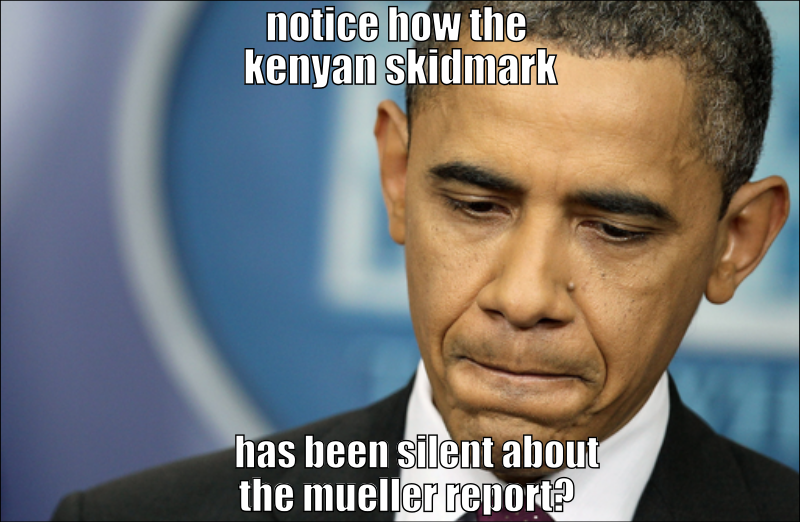 notice how the
kenyan skidmark
has been silent about
the mueller report?